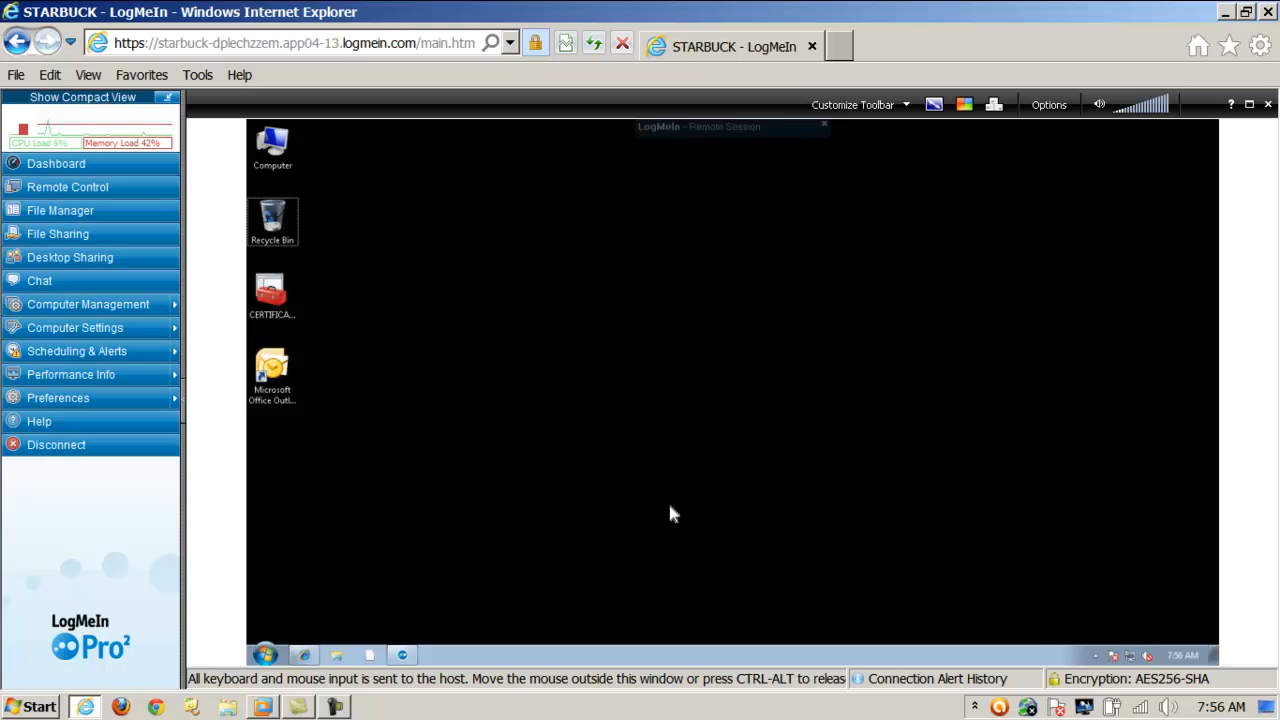 STARBUCK - LogMeIn - Windows Internet Explorer
https://starbuck-dplechzzem.app04-13.logmein.com/main.htm
STARBUCK - LogMeIn
File Edit View Favorites Tools Help
Show Compact View
Customize Toolbar
Options
?
CPU Load 9% Memory Load 42%
LogMeIn - Remote Session
Dashboard
Remote Control
File Manager
File Sharing
Desktop Sharing
Chat
Computer Management
Computer Settings
Scheduling & Alerts
Performance Info
Preferences
Help
Disconnect
Computer
Recycle Bin
CERTIFICA...
Microsoft
Office Outl...
LogMeIn
Pro²
7:56 AM
All keyboard and mouse input is sent to the host. Move the mouse outside this window or press CTRL-ALT to releas
Connection Alert History
Encryption: AES256-SHA
Start
7:56 AM